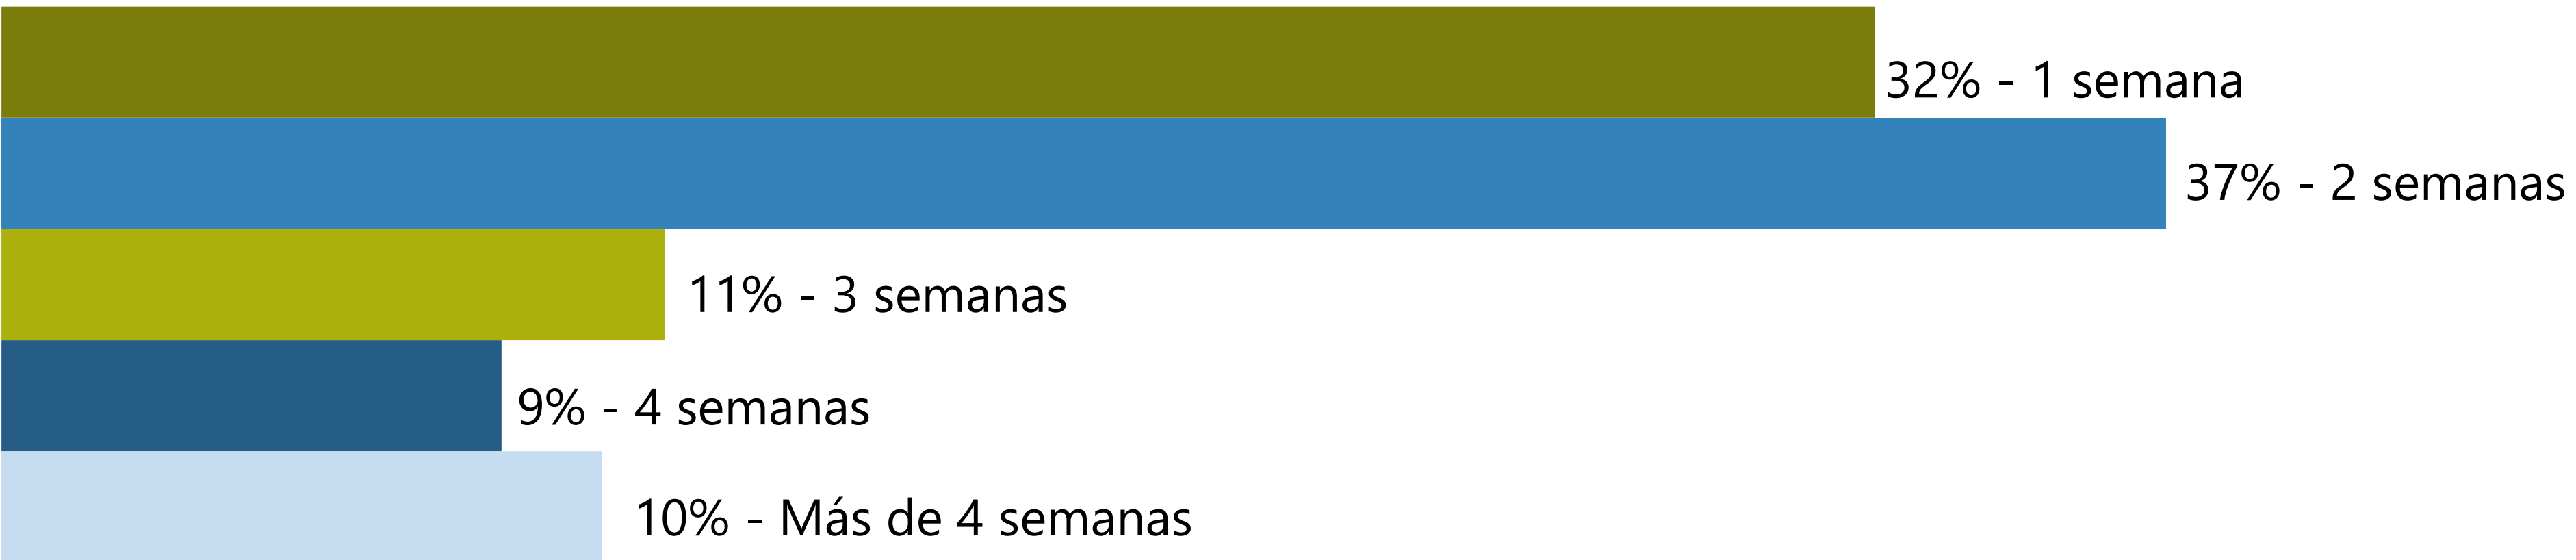 32% - 1 semana
37% - 2 semanas
11% - 3 semanas
9% - 4 semanas
10% - Más de 4 semanas